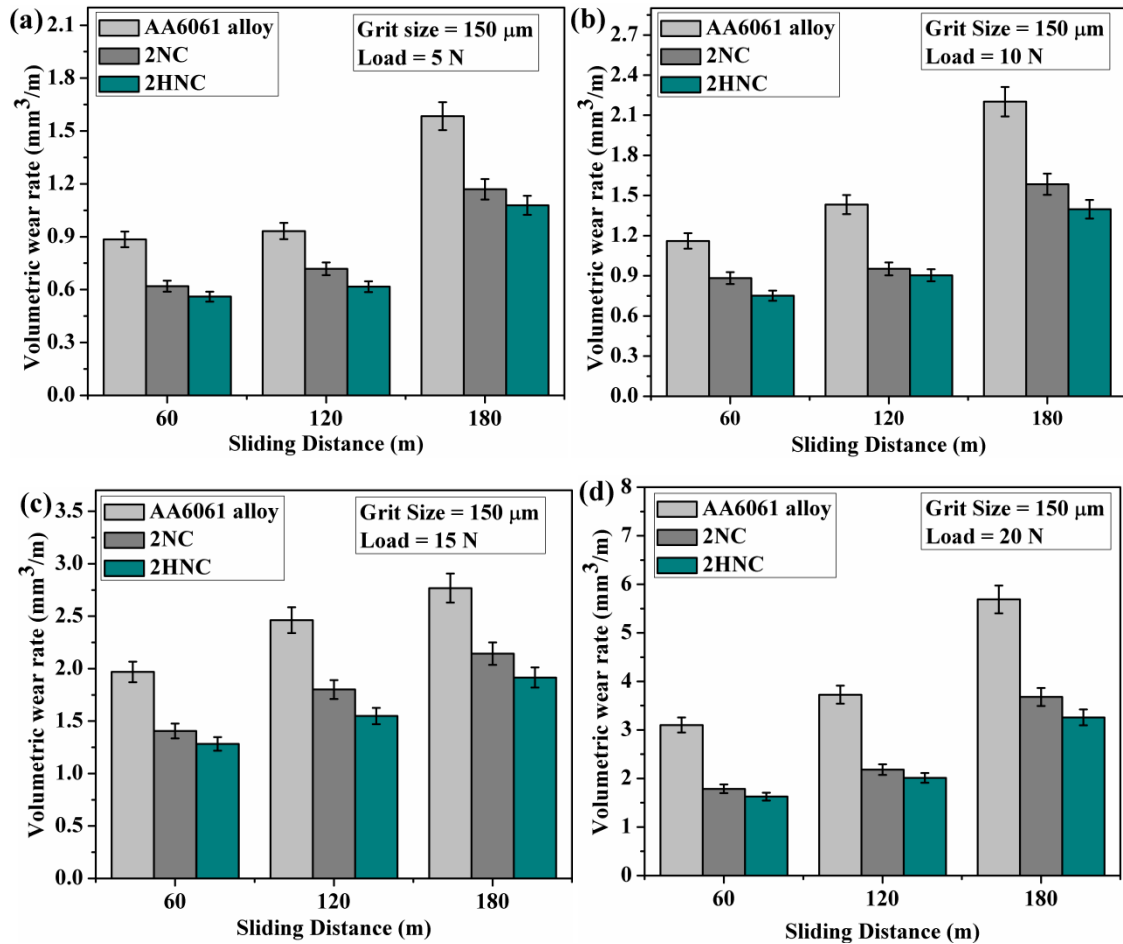 (a)
AA6061 alloy
2NC
2HNC
Grit size = 150 μm
Load = 5 N
Volumetric wear rate (mm³/m)
2.1
1.8
1.5
1.2
0.9
0.6
0.3
0.0
60 120 180
Sliding Distance (m)
(b)
AA6061 alloy
2NC
2HNC
Grit Size = 150 μm
Load = 10 N
Volumetric wear rate (mm³/m)
2.7
2.4
2.1
1.8
1.5
1.2
0.9
0.6
0.3
0.0
60 120 180
Sliding Distance (m)
(c)
AA6061 alloy
2NC
2HNC
Grit Size = 150 μm
Load = 15 N
Volumetric wear rate (mm³/m)
3.5
3.0
2.5
2.0
1.5
1.0
0.5
0.0
60 120 180
Sliding Distance (m)
(d)
AA6061 alloy
2NC
2HNC
Grit Size = 150 μm
Load = 20 N
Volumetric wear rate (mm³/m)
8
7
6
5
4
3
2
1
0
60 120 180
Sliding Distance (m)